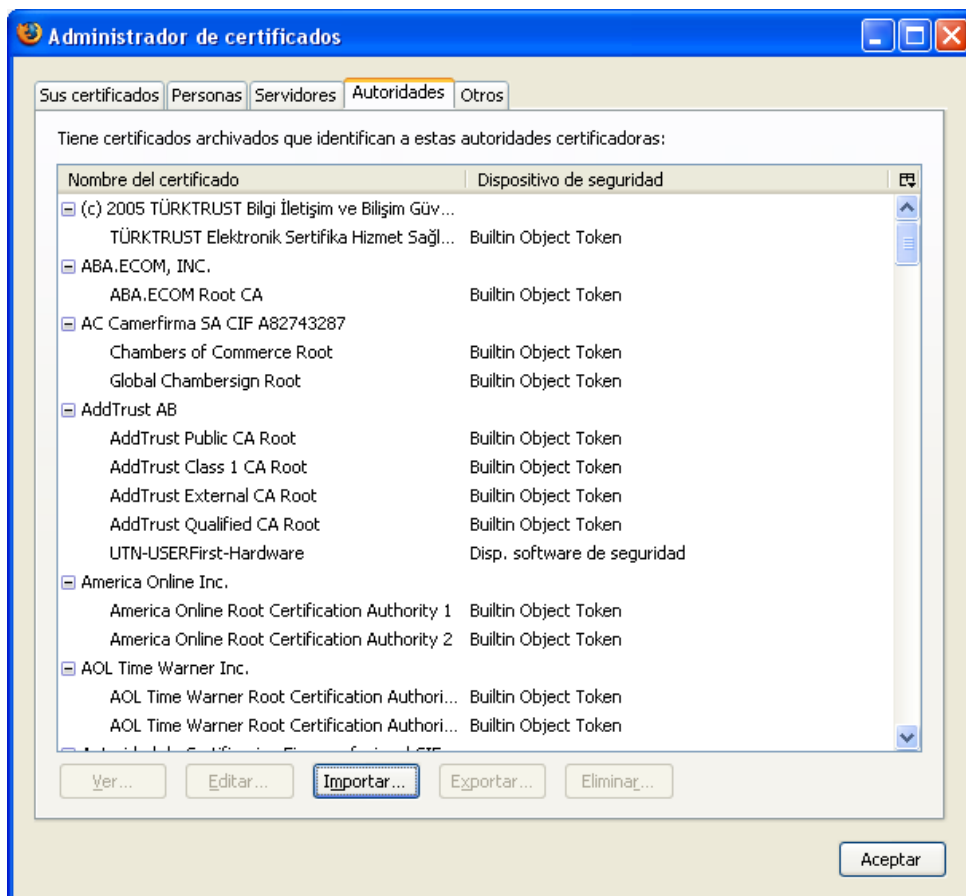 Administrador de certificados
Sus certificados Personas Servidores Autoridades Otros
Tiene certificados archivados que identifican a estas autoridades certificadoras:
Nombre del certificado Dispositivo de seguridad
(c) 2005 TÜRKTRUST Bilgi İletişim ve Bilişim Güv...
TÜRKTRUST Elektronik Sertifika Hizmet Sağl... Builtin Object Token
ABA.ECOM, INC.
ABA.ECOM Root CA Builtin Object Token
AC Camerfirma SA CIF A82743287
Chambers of Commerce Root Builtin Object Token
Global Chambersign Root Builtin Object Token
AddTrust AB
AddTrust Public CA Root Builtin Object Token
AddTrust Class 1 CA Root Builtin Object Token
AddTrust External CA Root Builtin Object Token
AddTrust Qualified CA Root Builtin Object Token
UTN-USERFirst-Hardware Disp. software de seguridad
America Online Inc.
America Online Root Certification Authority 1 Builtin Object Token
America Online Root Certification Authority 2 Builtin Object Token
AOL Time Warner Inc.
AOL Time Warner Root Certification Authori... Builtin Object Token
AOL Time Warner Root Certification Authori... Builtin Object Token
Ver... Editar... Importar... Exportar... Eliminar...
Aceptar